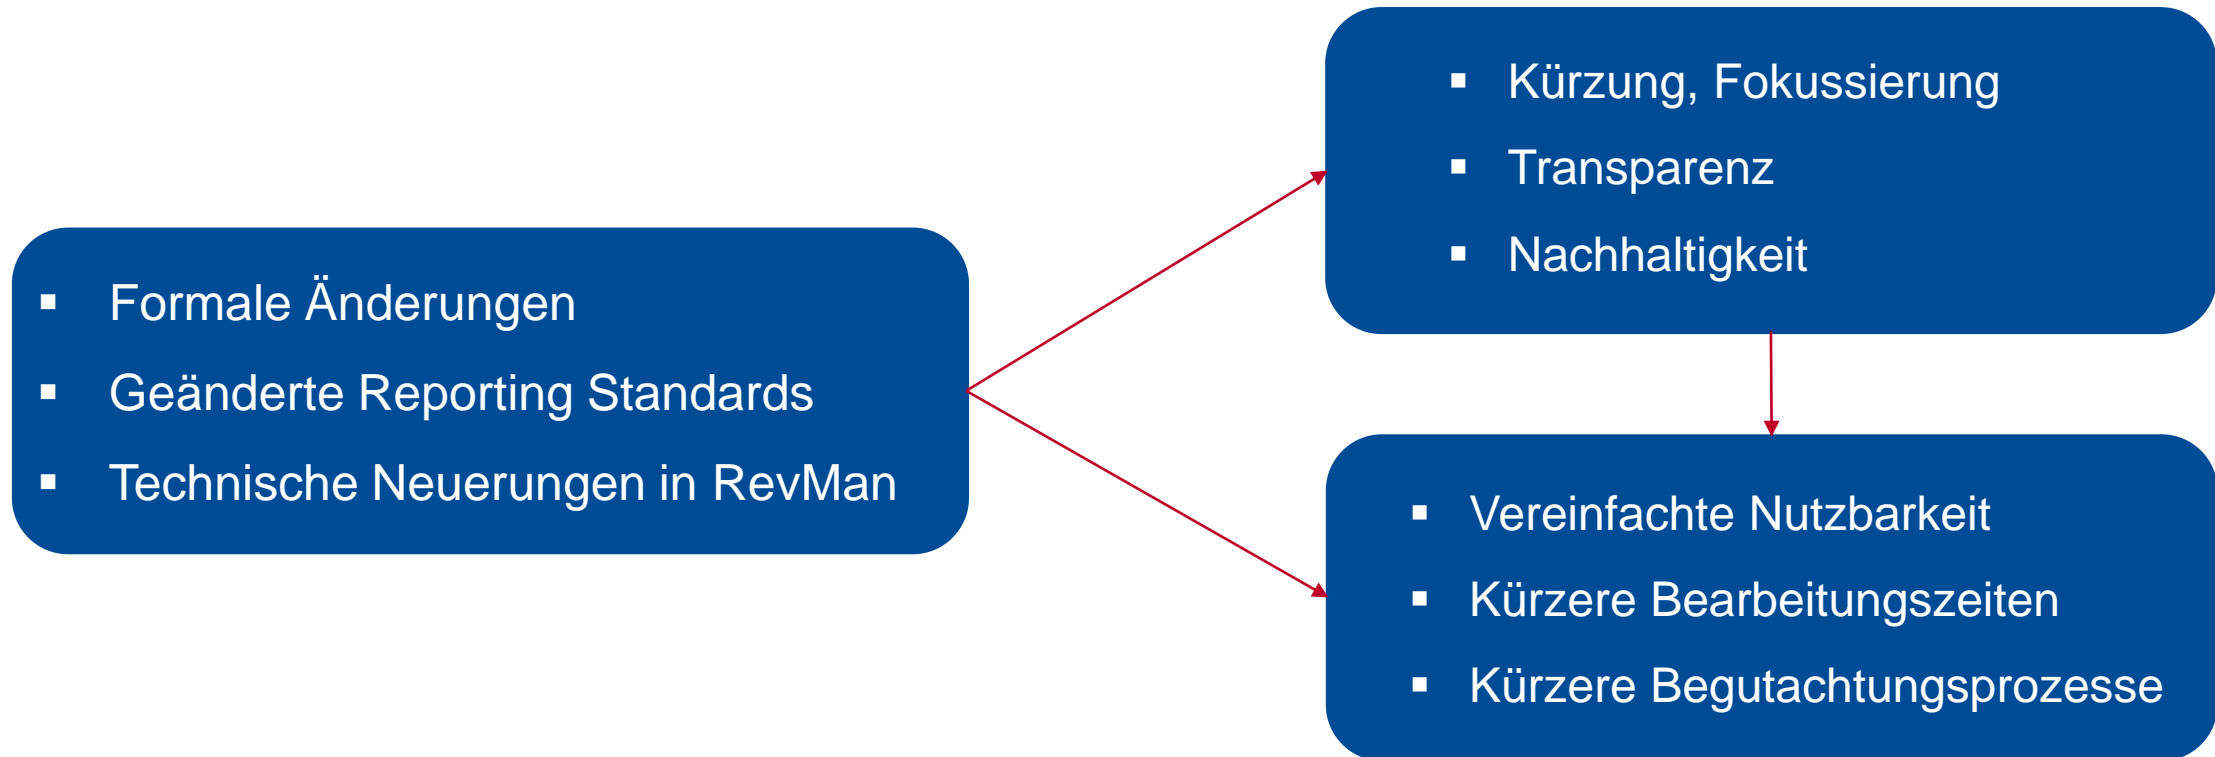 ▪ Formale Änderungen
▪ Geänderte Reporting Standards
▪ Technische Neuerungen in RevMan
▪ Kürzung, Fokussierung
▪ Transparenz
▪ Nachhaltigkeit
▪ Vereinfachte Nutzbarkeit
▪ Kürzere Bearbeitungszeiten
▪ Kürzere Begutachtungsprozesse